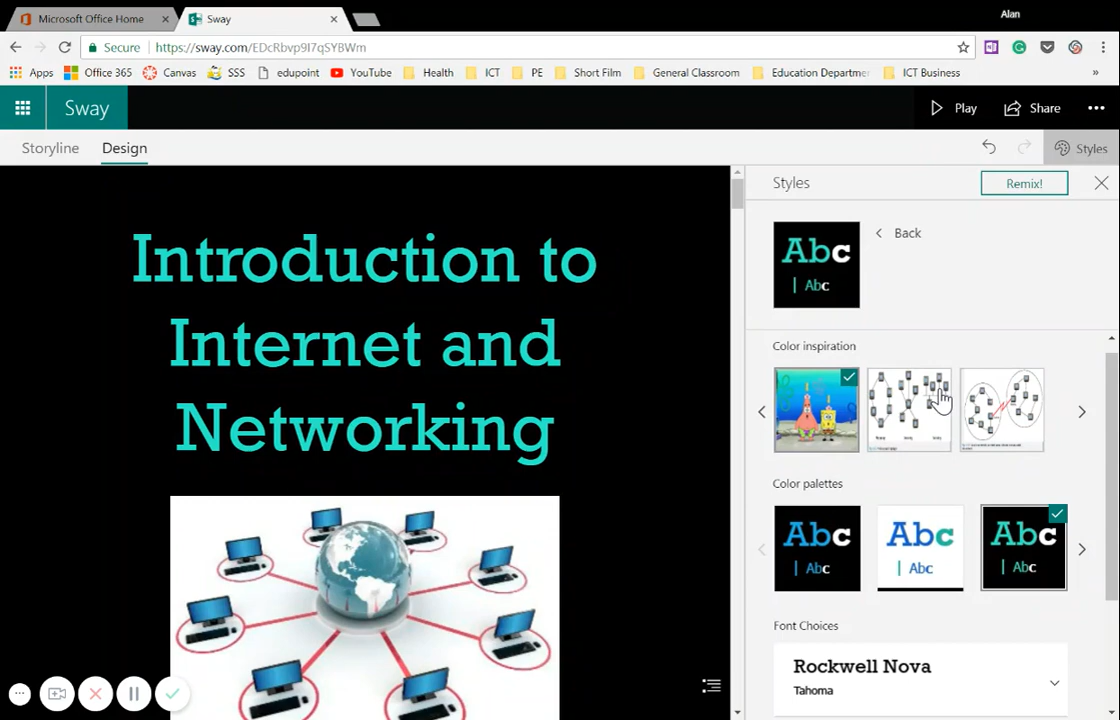 Alan
Microsoft Office Home
Sway
Secure https://sway.com/EDcRbvp9I7qSYBWm
Apps Office 365 Canvas SSS edupoint YouTube Health ICT PE Short Film General Classroom Education Departme ICT Business »
Sway Play Share
Storyline Design Styles
Styles Remix!
Abc
Abc
Back
Introduction to
Internet and
Networking
Color inspiration
Color palettes
Abc Abc Abc
Abc Abc Abc
Font Choices
Rockwell Nova
Tahoma